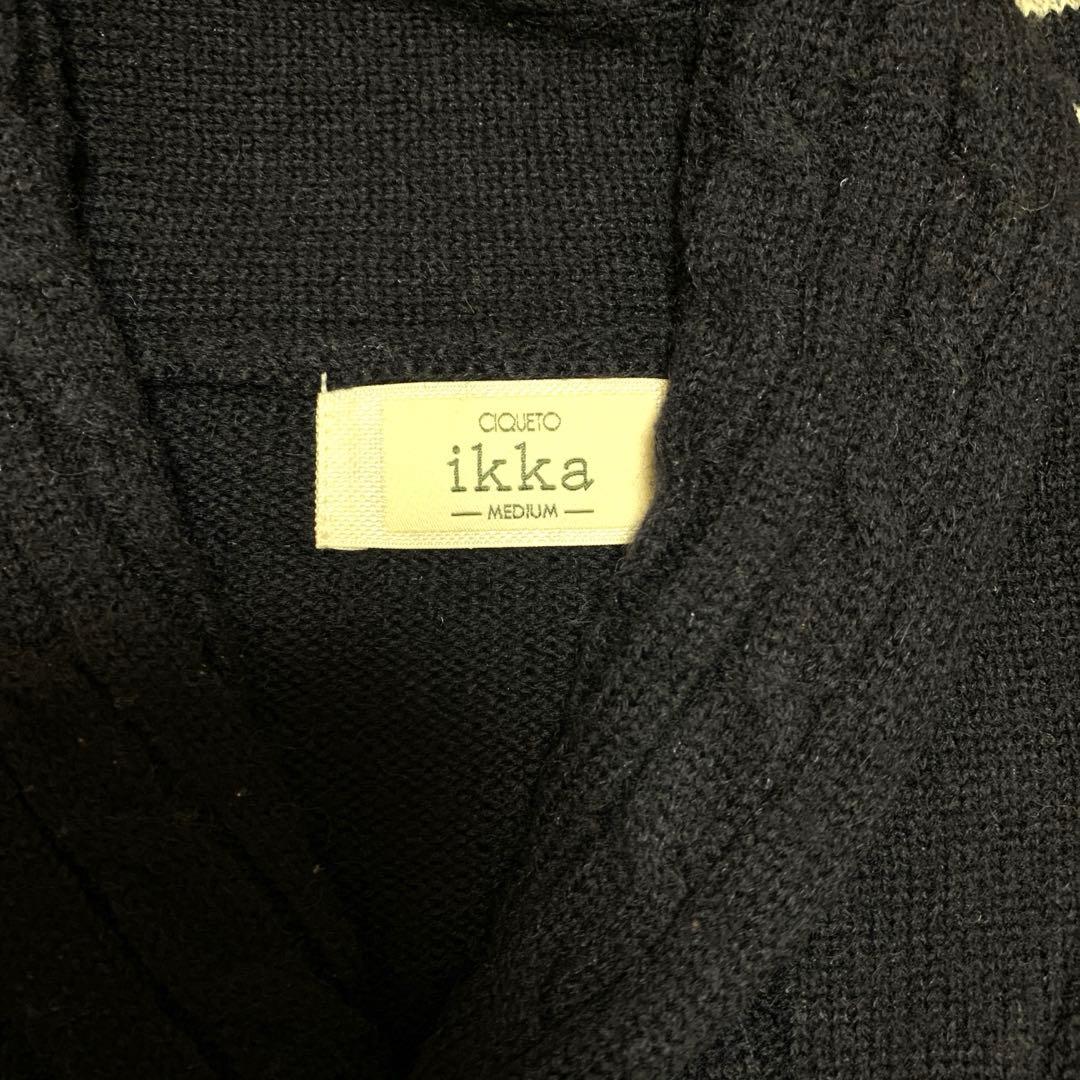 CIQUETO
ikka
— MEDIUM —